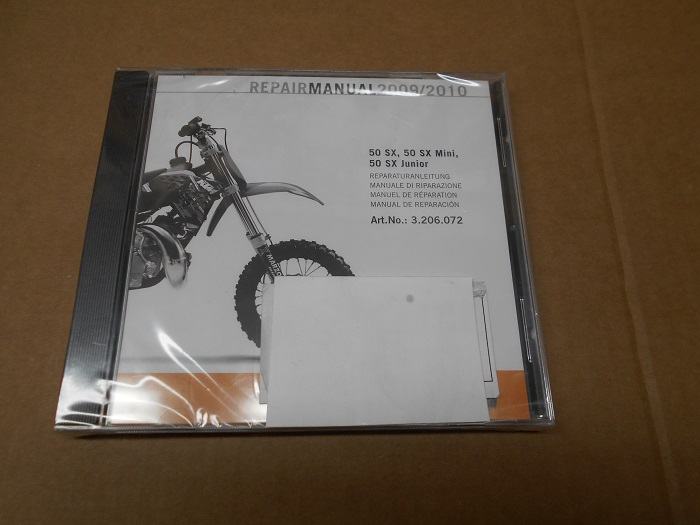 REPAIRMANUAL2009/2010
50 SX, 50 SX Mini,
50 SX Junior
REPARATURANLEITUNG
MANUALE DI RIPARAZIONE
MANUEL DE RÉPARATION
MANUAL DE REPARACIÓN
Art.No.: 3.206.072